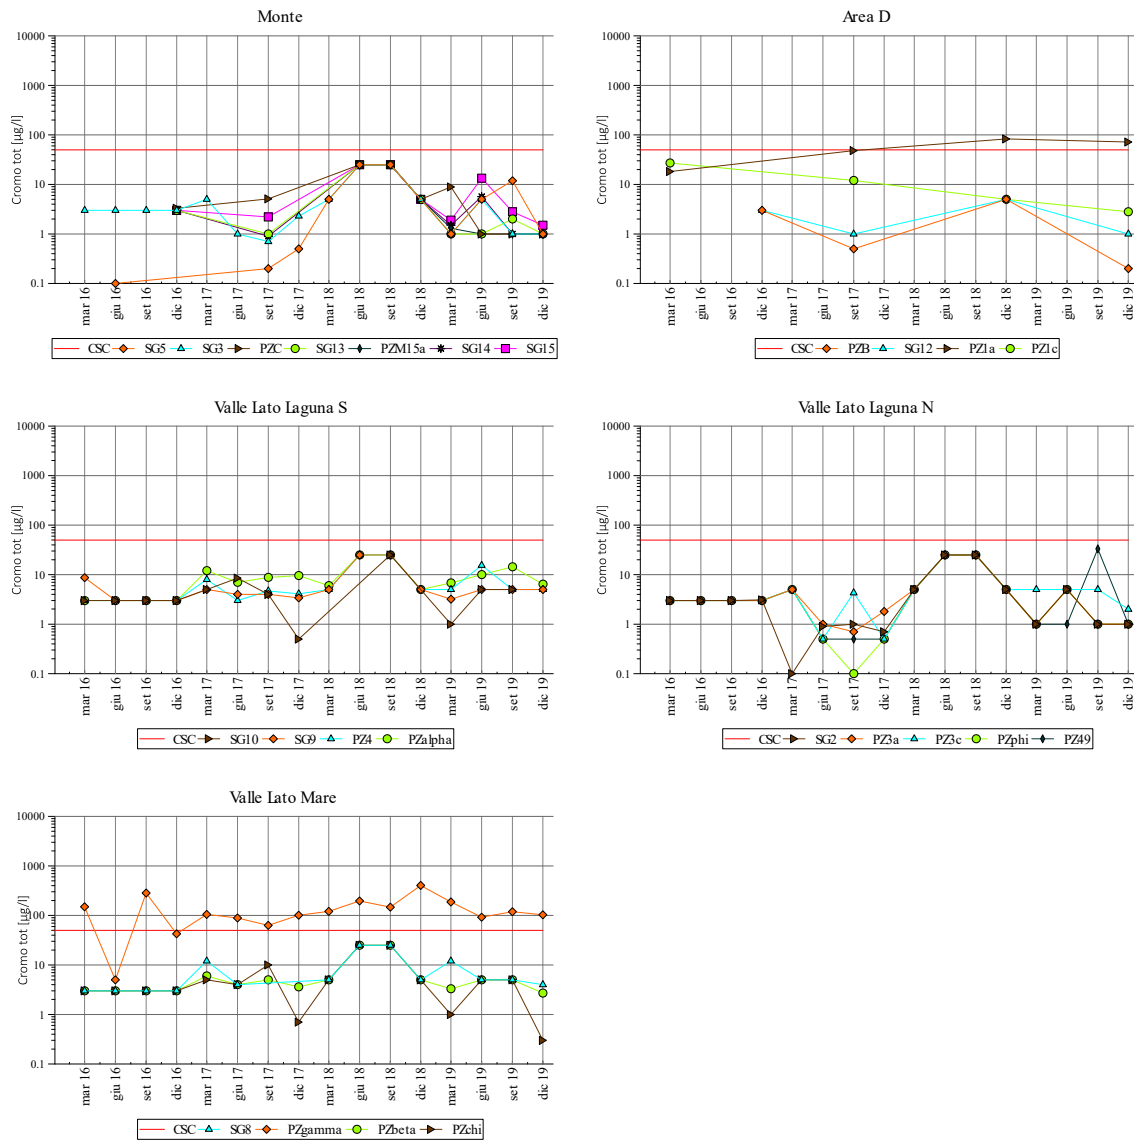 Monte
Cromo tot [µg/l]
10000
1000
100
10
1
0.1
mar 16
giu 16
set 16
dic 16
mar 17
giu 17
set 17
dic 17
mar 18
giu 18
set 18
dic 18
mar 19
giu 19
set 19
dic 19
CSC SG5 SG3 PZC SG13 PZM15a SG14 SG15
Area D
Cromo tot [µg/l]
10000
1000
100
10
1
0.1
mar 16
giu 16
set 16
dic 16
mar 17
giu 17
set 17
dic 17
mar 18
giu 18
set 18
dic 18
mar 19
giu 19
set 19
dic 19
CSC PZB SG12 PZ1a PZ1c
Valle Lato Laguna S
Cromo tot [µg/l]
10000
1000
100
10
1
0.1
mar 16
giu 16
set 16
dic 16
mar 17
giu 17
set 17
dic 17
mar 18
giu 18
set 18
dic 18
mar 19
giu 19
set 19
dic 19
CSC SG10 SG9 PZ4 PZalpha
Valle Lato Laguna N
Cromo tot [µg/l]
10000
1000
100
10
1
0.1
mar 16
giu 16
set 16
dic 16
mar 17
giu 17
set 17
dic 17
mar 18
giu 18
set 18
dic 18
mar 19
giu 19
set 19
dic 19
CSC SG2 PZ3a PZ3c PZphi PZ49
Valle Lato Mare
Cromo tot [µg/l]
10000
1000
100
10
1
0.1
mar 16
giu 16
set 16
dic 16
mar 17
giu 17
set 17
dic 17
mar 18
giu 18
set 18
dic 18
mar 19
giu 19
set 19
dic 19
CSC SG8 PZgamma PZbeta PZchi